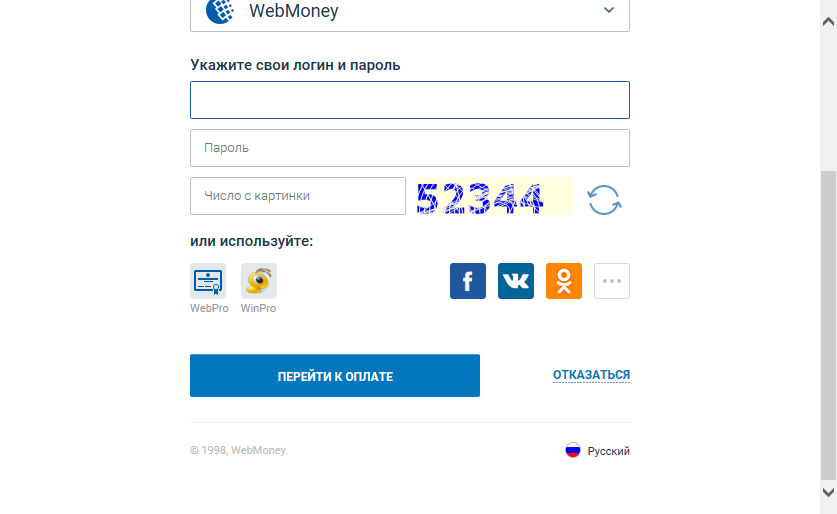 WebMoney
Укажите свои логин и пароль
Пароль
Число с картинки
52344
или используйте:
WebPro WinPro
ПЕРЕЙТИ К ОПЛАТЕ
ОТКАЗАТЬСЯ
© 1998, WebMoney.
Русский